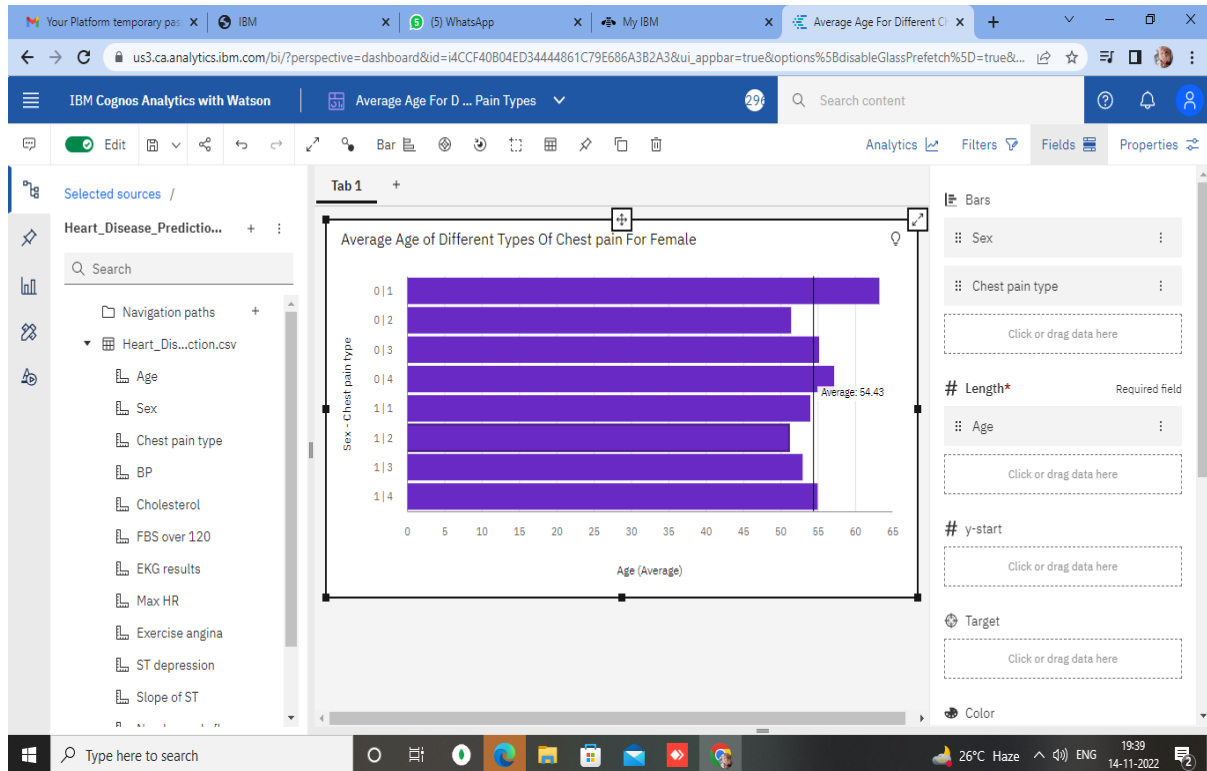 Your Platform temporary pas
IBM
(5) WhatsApp
My IBM
Average Age For Different Ch
us3.ca.analytics.ibm.com/bi/?perspective=dashboard&id=i4CCF40B04ED34444861C79E686A3B2A3&ui_appbar=true&options%5BdisableGlassPrefetch%5D=true&...
IBM Cognos Analytics with Watson
Average Age For D ... Pain Types
296
Search content
Edit
Bar
Analytics
Filters
Fields
Properties
Selected sources /
Heart_Disease_Predictio...
Search
Navigation paths
Heart_Dis...ction.csv
Age
Sex
Chest pain type
BP
Cholesterol
FBS over 120
EKG results
Max HR
Exercise angina
ST depression
Slope of ST
Tab 1
Average Age of Different Types Of Chest pain For Female
Sex - Chest pain type
0|1
0|2
0|3
0|4
1|1
1|2
1|3
1|4
Average: 54.43
0 5 10 15 20 25 30 35 40 45 50 55 60 65
Age (Average)
Bars
Sex
Chest pain type
Click or drag data here
# Length* Required field
Age
Click or drag data here
# y-start
Click or drag data here
Target
Click or drag data here
Color
Type here to search
26°C Haze
ENG
19:39
14-11-2022
2